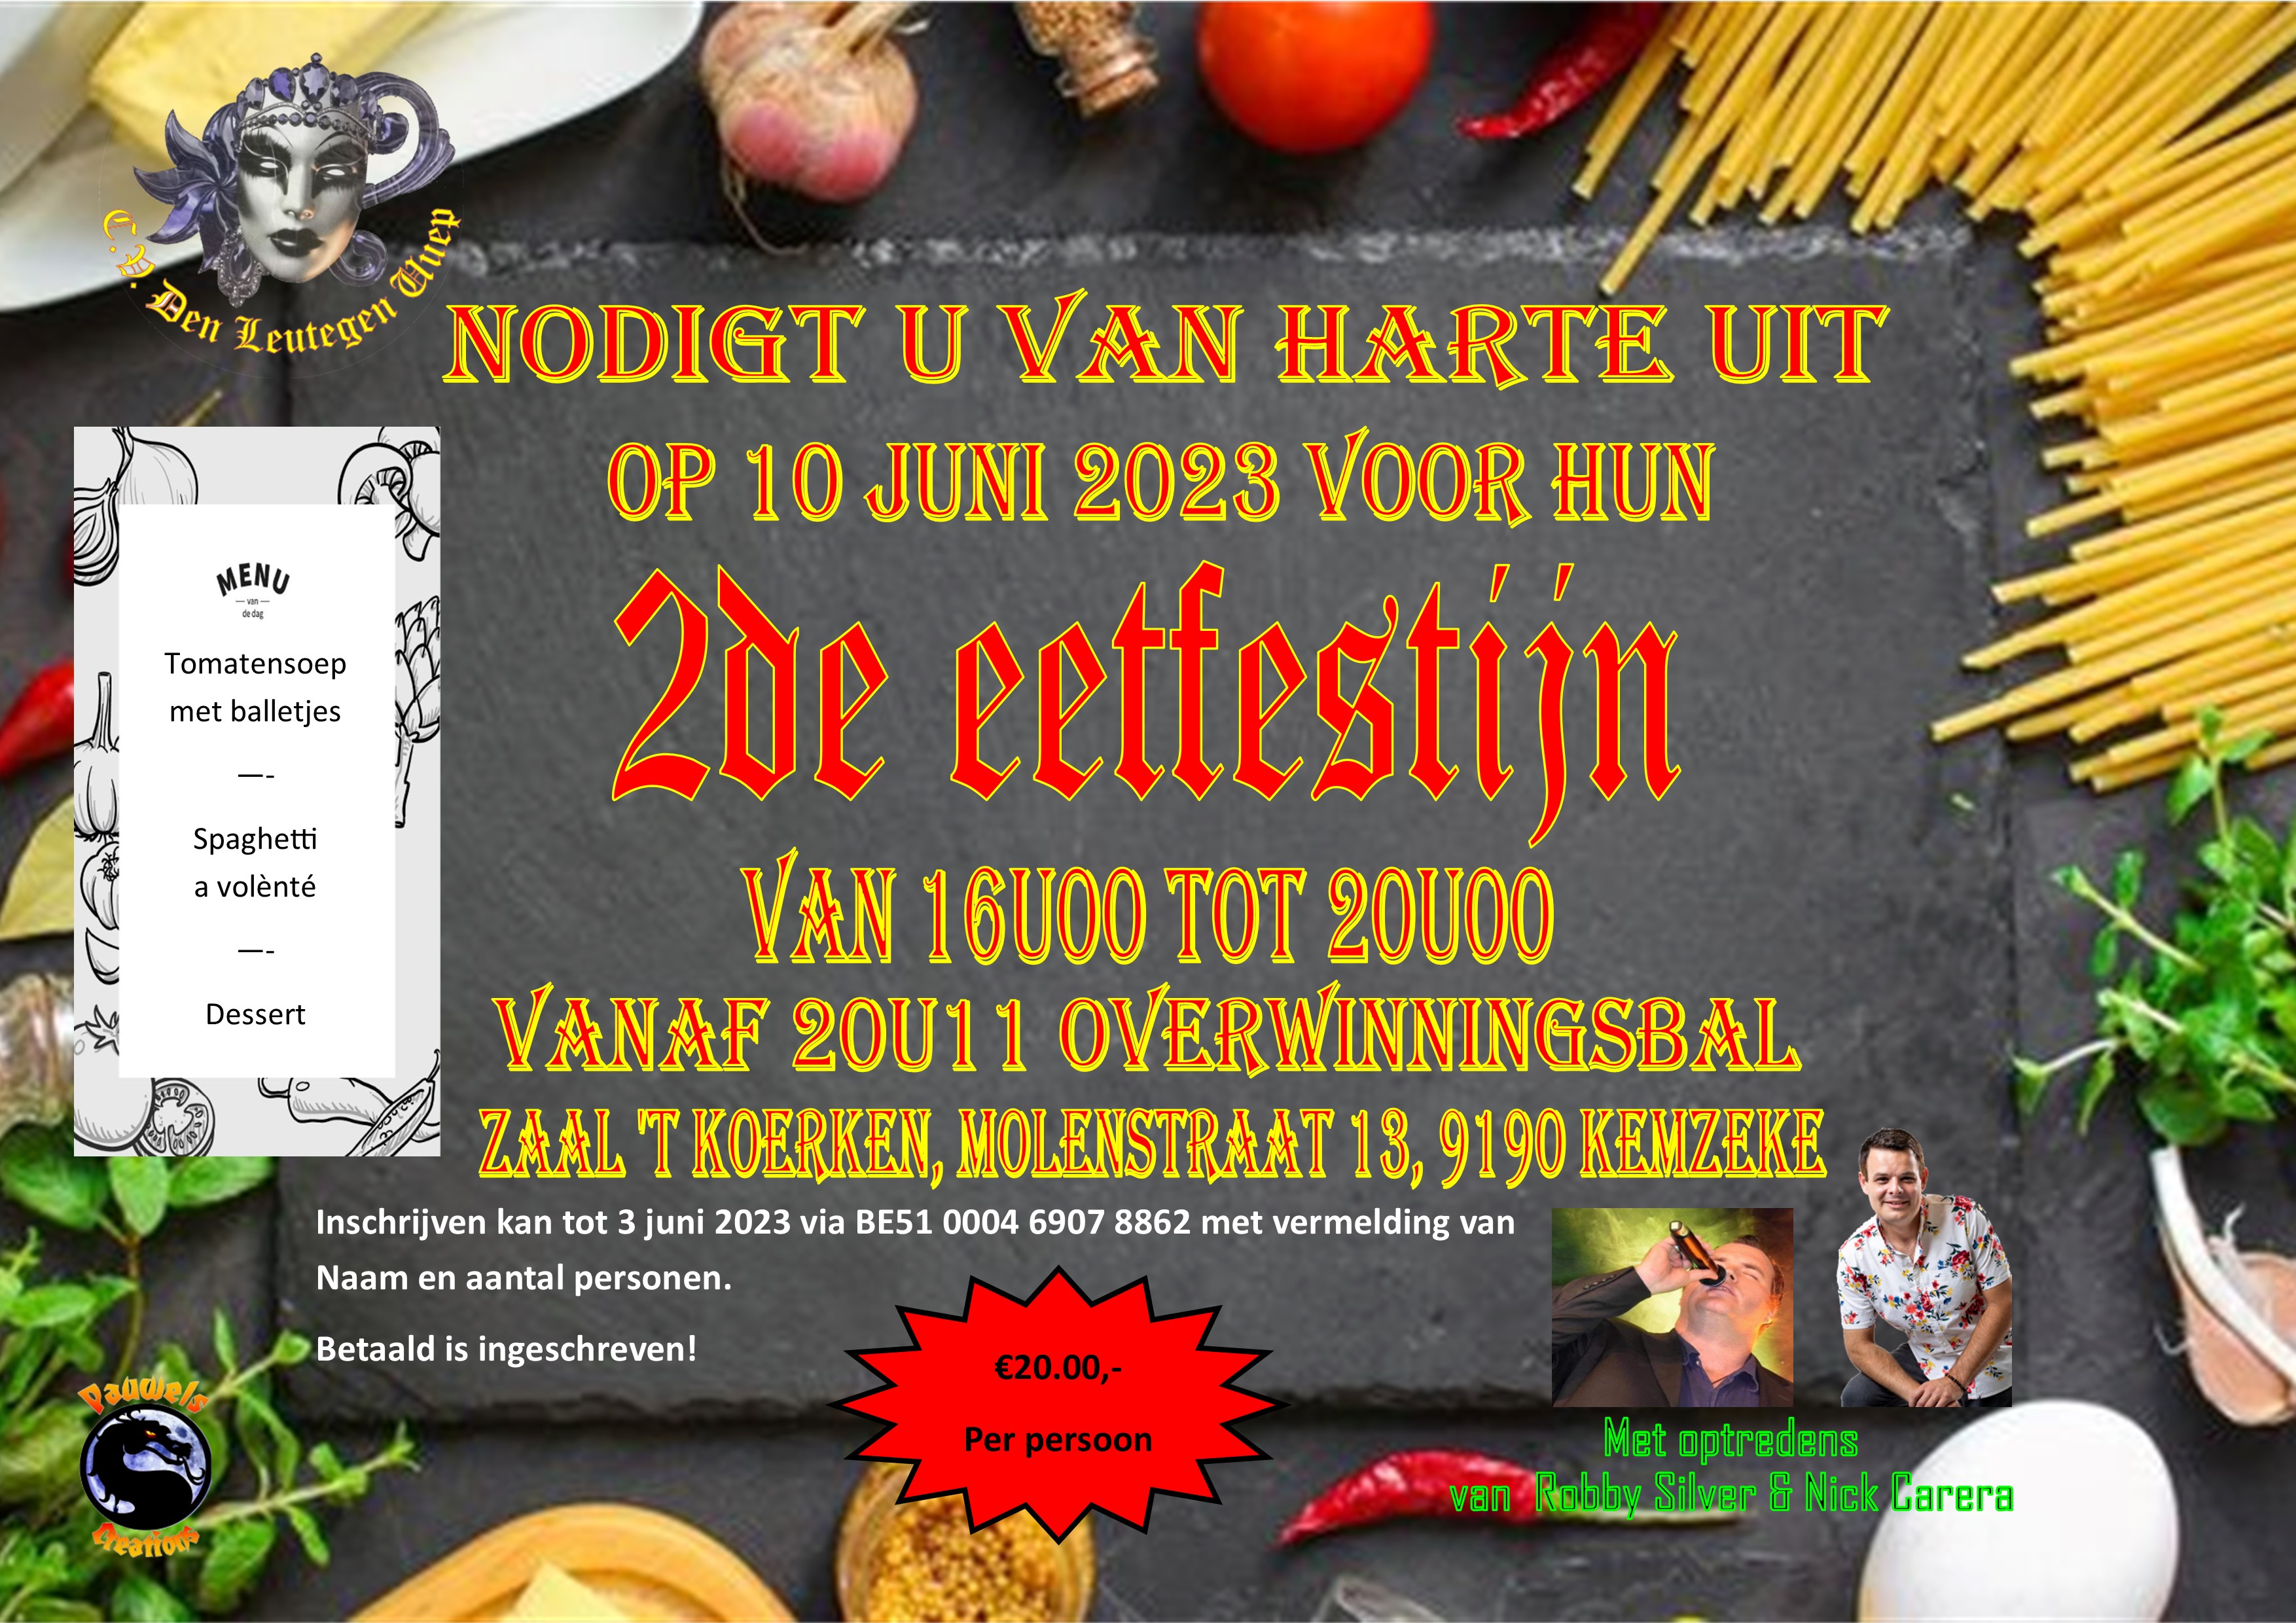 C.V. Den Leutegen Uuep
NODIGT U VAN HARTE UIT
OP 10 JUNI 2023 VOOR HUN
2de eetfestijn
VAN 16U00 TOT 20U00
VANAF 20U11 OVERWINNINGSBAL
ZAAL 'T KOERKEN, MOLENSTRAAT 13, 9190 KEMZEKE
MENU
— van —
de dag
Tomatensoep
met balletjes
—-
Spaghetti
a volènté
—-
Dessert
Inschrijven kan tot 3 juni 2023 via BE51 0004 6907 8862 met vermelding van
Naam en aantal personen.
Betaald is ingeschreven!
€20.00,-
Per persoon
Met optredens
van Robby Silver & Nick Carera
Pauwels
Creations